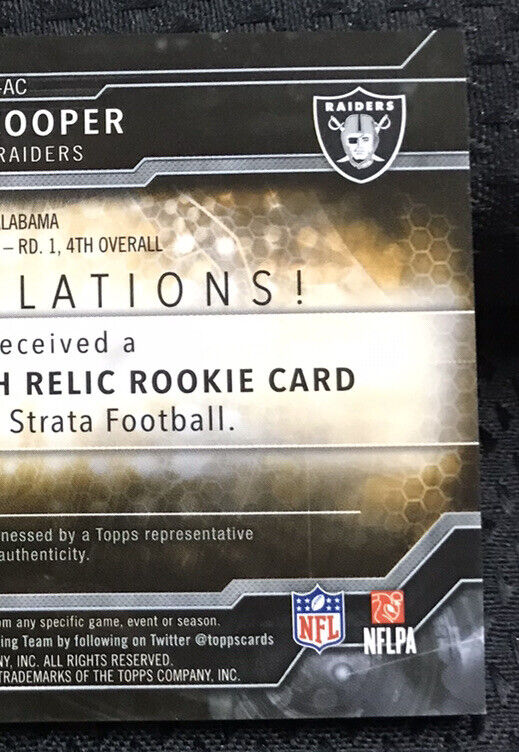 -AC
OOPER
RAIDERS
RAIDERS
LABAMA
– RD. 1, 4TH OVERALL
LATIONS!
eceived a
H RELIC ROOKIE CARD
Strata Football.
nessed by a Topps representative
authenticity.
om any specific game, event or season.
ing Team by following on Twitter @toppscards
NY, INC. ALL RIGHTS RESERVED.
TRADEMARKS OF THE TOPPS COMPANY, INC.
NFL
NFLPA